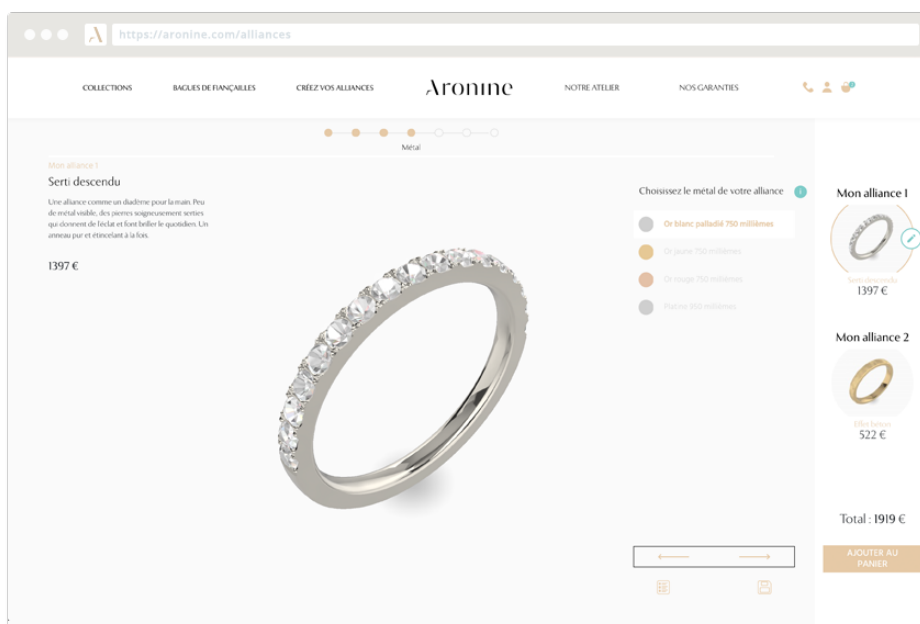 https://aronine.com/alliances
COLLECTIONS
BAGUES DE FIANÇAILLES
CRÉEZ VOS ALLIANCES
Aronine
NOTRE ATELIER
NOS GARANTIES
Métal
Mon alliance 1
Serti descendu
Une alliance comme un diadème pour la main. Peu
de métal visible, des pierres soigneusement serties
qui donnent de l'éclat et font briller le quotidien. Un
anneau pur et étincelant à la fois.
1397 €
Choisissez le métal de votre alliance
i
Or blanc palladié 750 millièmes
Or jaune 750 millièmes
Or rouge 750 millièmes
Platine 950 millièmes
Mon alliance 1
Serti descendu
1397 €
Mon alliance 2
Effet béton
522 €
Total : 1919 €
AJOUTER AU
PANIER